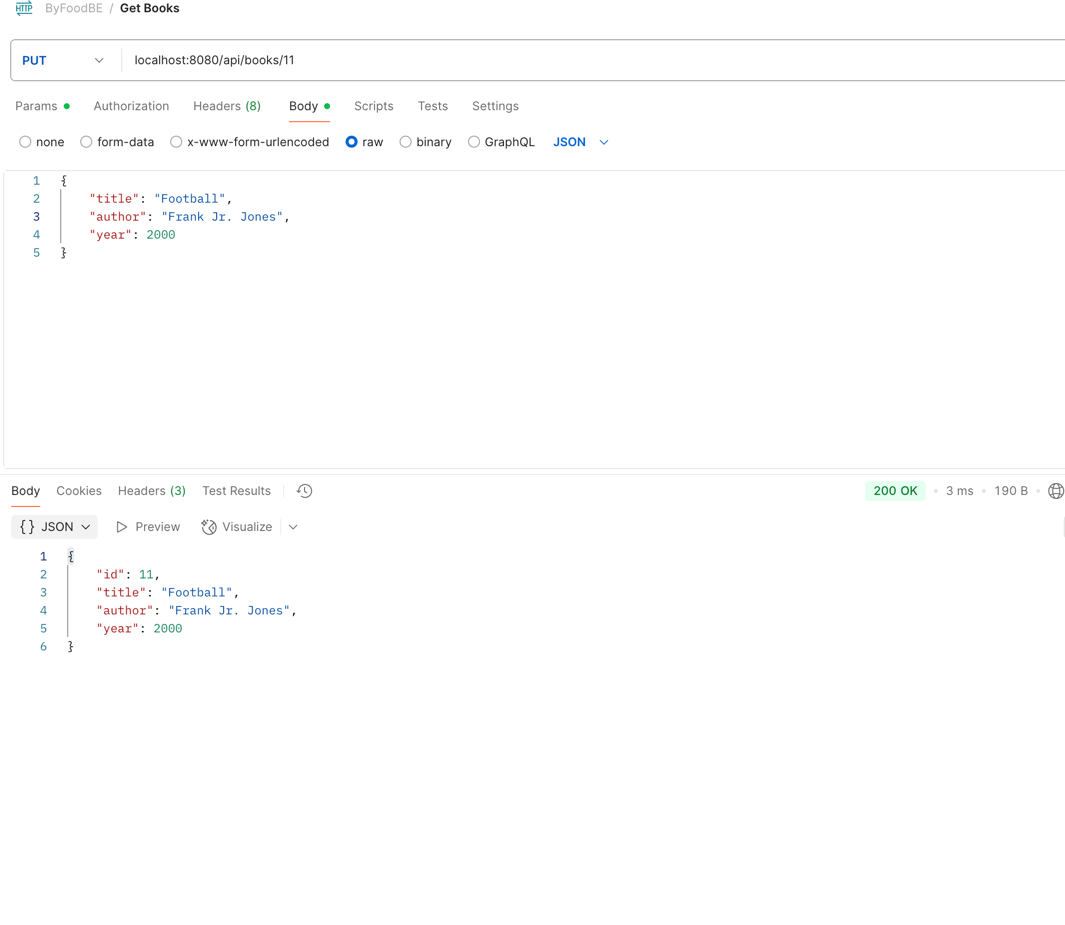 HTTP ByFoodBE / Get Books
PUT localhost:8080/api/books/11
Params Authorization Headers (8) Body Scripts Tests Settings
none form-data x-www-form-urlencoded raw binary GraphQL JSON
1 {
2 "title": "Football",
3 "author": "Frank Jr. Jones",
4 "year": 2000
5 }
Body Cookies Headers (3) Test Results 200 OK • 3 ms • 190 B •
{} JSON Preview Visualize
1 {
2 "id": 11,
3 "title": "Football",
4 "author": "Frank Jr. Jones",
5 "year": 2000
6 }